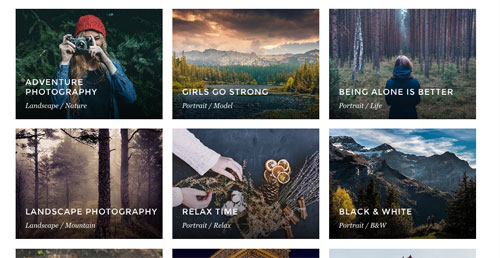 ADVENTURE
PHOTOGRAPHY
Landscape / Nature
GIRLS GO STRONG
Portrait / Model
BEING ALONE IS BETTER
Portrait / Life
LANDSCAPE PHOTOGRAPHY
Landscape / Mountain
RELAX TIME
Portrait / Relax
BLACK & WHITE
Portrait / B&W